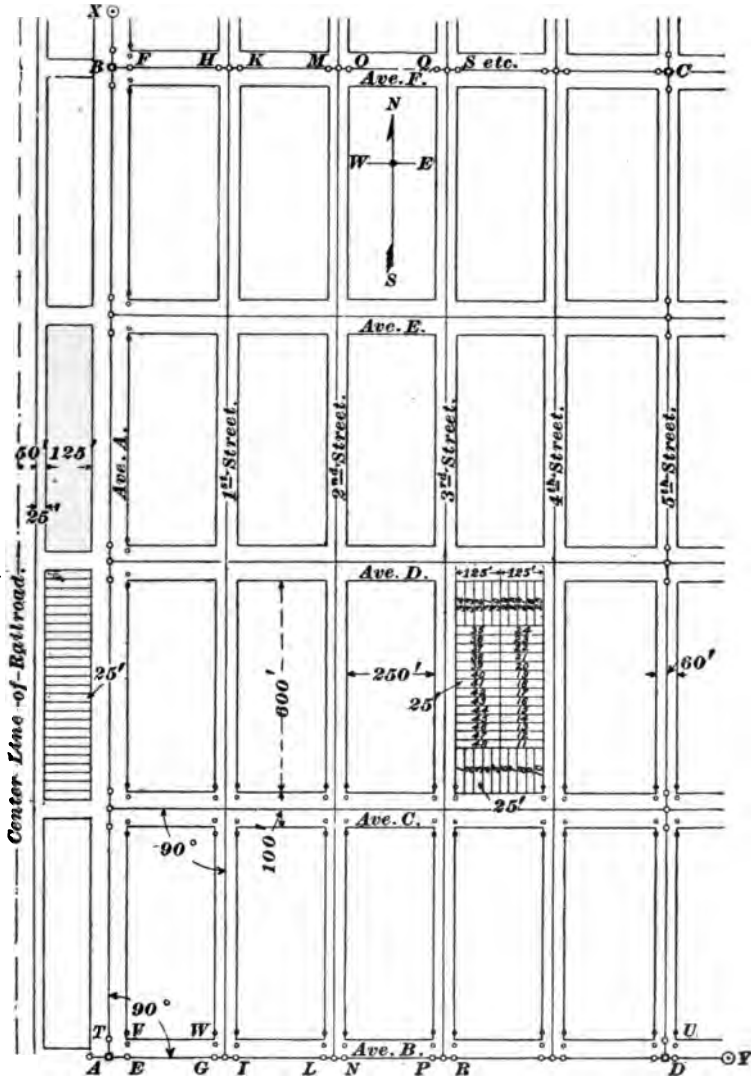 X
B F H K M O Q S etc. C
Ave. F.
N
W E
S
Ave. E.
Ave. A.
1st Street.
2nd Street.
3rd Street.
4th Street.
5th Street.
50' 125'
25'
Ave. D.
125' 125'
Center Line of Railroad.
25'
600'
250'
25
60'
25'
Ave. C.
90°
100'
90°
T F W U
Ave. B.
A E G I L N P R D Y